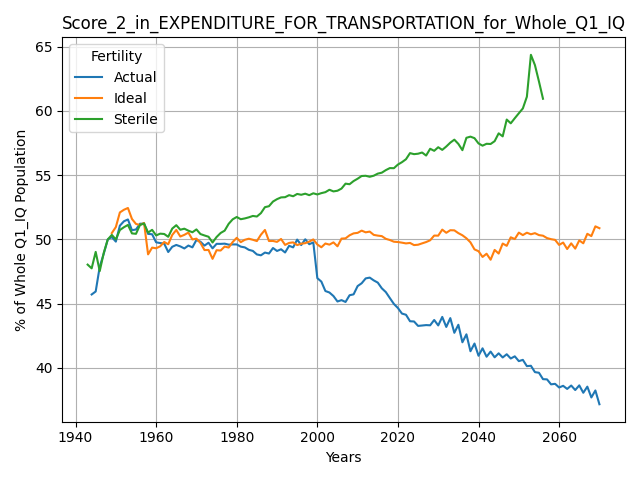 Score_2_in_EXPENDITURE_FOR_TRANSPORTATION_for_Whole_Q1_IQ
65
60
55
50
45
40
% of Whole Q1_IQ Population
Fertility
Actual
Ideal
Sterile
1940 1960 1980 2000 2020 2040 2060
Years